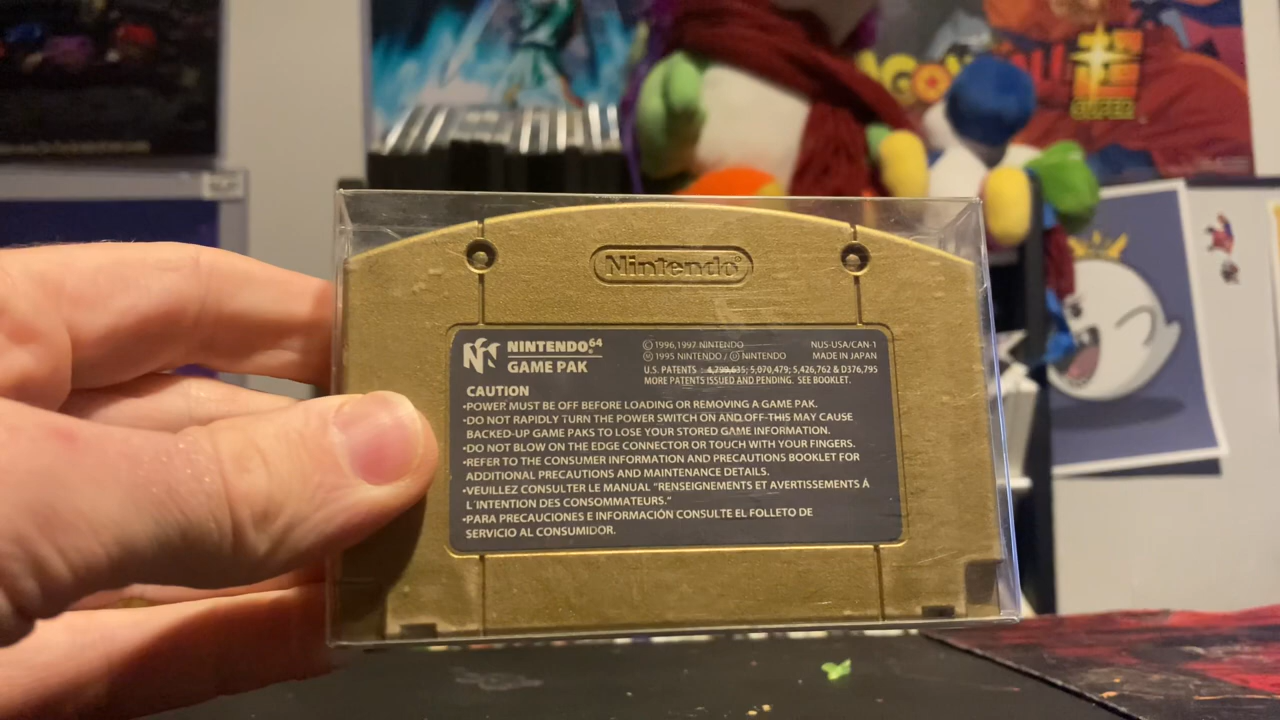 SUPER
Nintendo
NINTENDO64
GAME PAK
©1996,1997 NINTENDO
Ⓜ1995 NINTENDO / Ⓓ NINTENDO
U.S. PATENTS 4,799,635; 5,070,479; 5,426,762 & D376,795
MORE PATENTS ISSUED AND PENDING. SEE BOOKLET.
NUS-USA/CAN-1
MADE IN JAPAN
CAUTION
•POWER MUST BE OFF BEFORE LOADING OR REMOVING A GAME PAK.
•DO NOT RAPIDLY TURN THE POWER SWITCH ON AND OFF-THIS MAY CAUSE
BACKED-UP GAME PAKS TO LOSE YOUR STORED GAME INFORMATION.
•DO NOT BLOW ON THE EDGE CONNECTOR OR TOUCH WITH YOUR FINGERS.
•REFER TO THE CONSUMER INFORMATION AND PRECAUTIONS BOOKLET FOR
ADDITIONAL PRECAUTIONS AND MAINTENANCE DETAILS.
•VEUILLEZ CONSULTER LE MANUAL "RENSEIGNEMENTS ET AVERTISSEMENTS Á
L'INTENTION DES CONSOMMATEURS."
•PARA PRECAUCIONES E INFORMACIÓN CONSULTE EL FOLLETO DE
SERVICIO AL CONSUMIDOR.